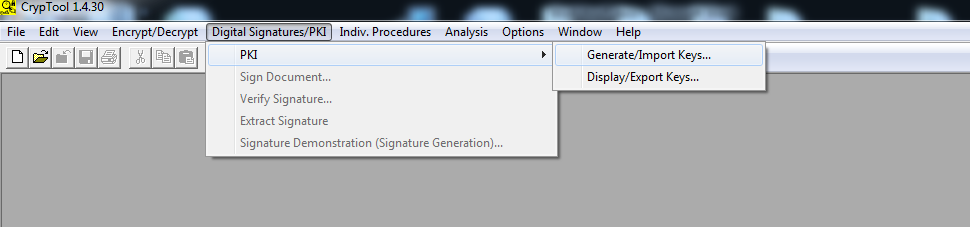 CrypTool 1.4.30
File Edit View Encrypt/Decrypt Digital Signatures/PKI Indiv. Procedures Analysis Options Window Help
PKI Generate/Import Keys...
Sign Document... Display/Export Keys...
Verify Signature...
Extract Signature
Signature Demonstration (Signature Generation)...